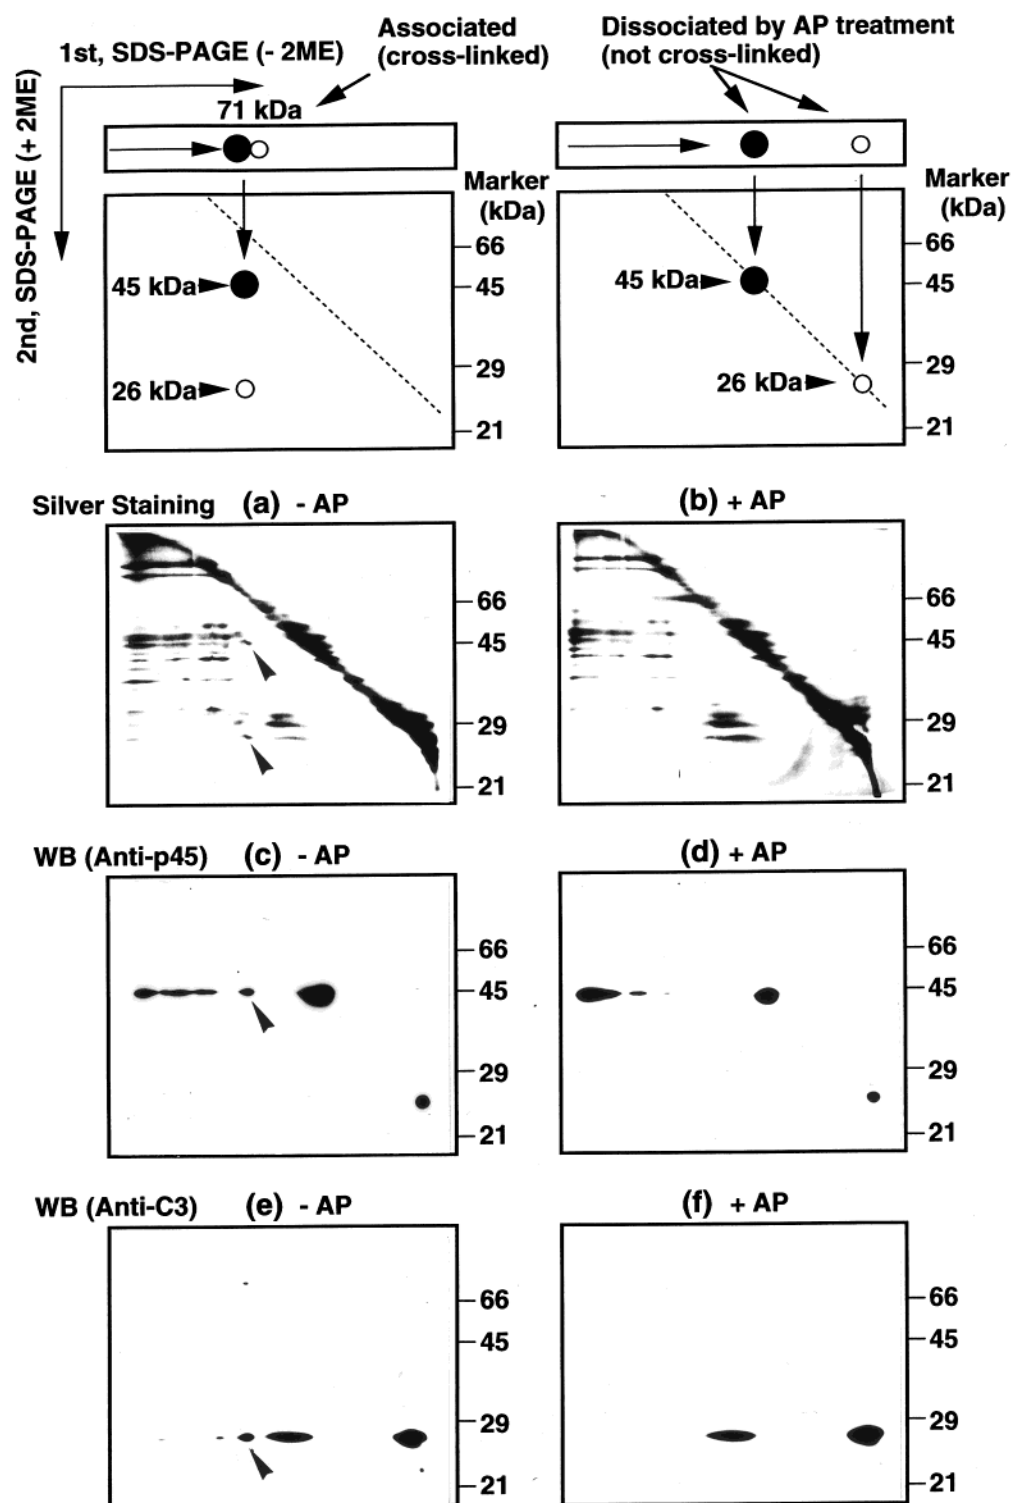 1st, SDS-PAGE (- 2ME)
2nd, SDS-PAGE (+ 2ME)
Associated
(cross-linked)
71 kDa
Dissociated by AP treatment
(not cross-linked)
Marker
(kDa)
66
45
29
21
45 kDa
26 kDa
Marker
(kDa)
66
45
29
21
45 kDa
26 kDa
Silver Staining (a) - AP
66
45
29
21
(b) + AP
66
45
29
21
WB (Anti-p45) (c) - AP
66
45
29
21
(d) + AP
66
45
29
21
WB (Anti-C3) (e) - AP
66
45
29
21
(f) + AP
66
45
29
21